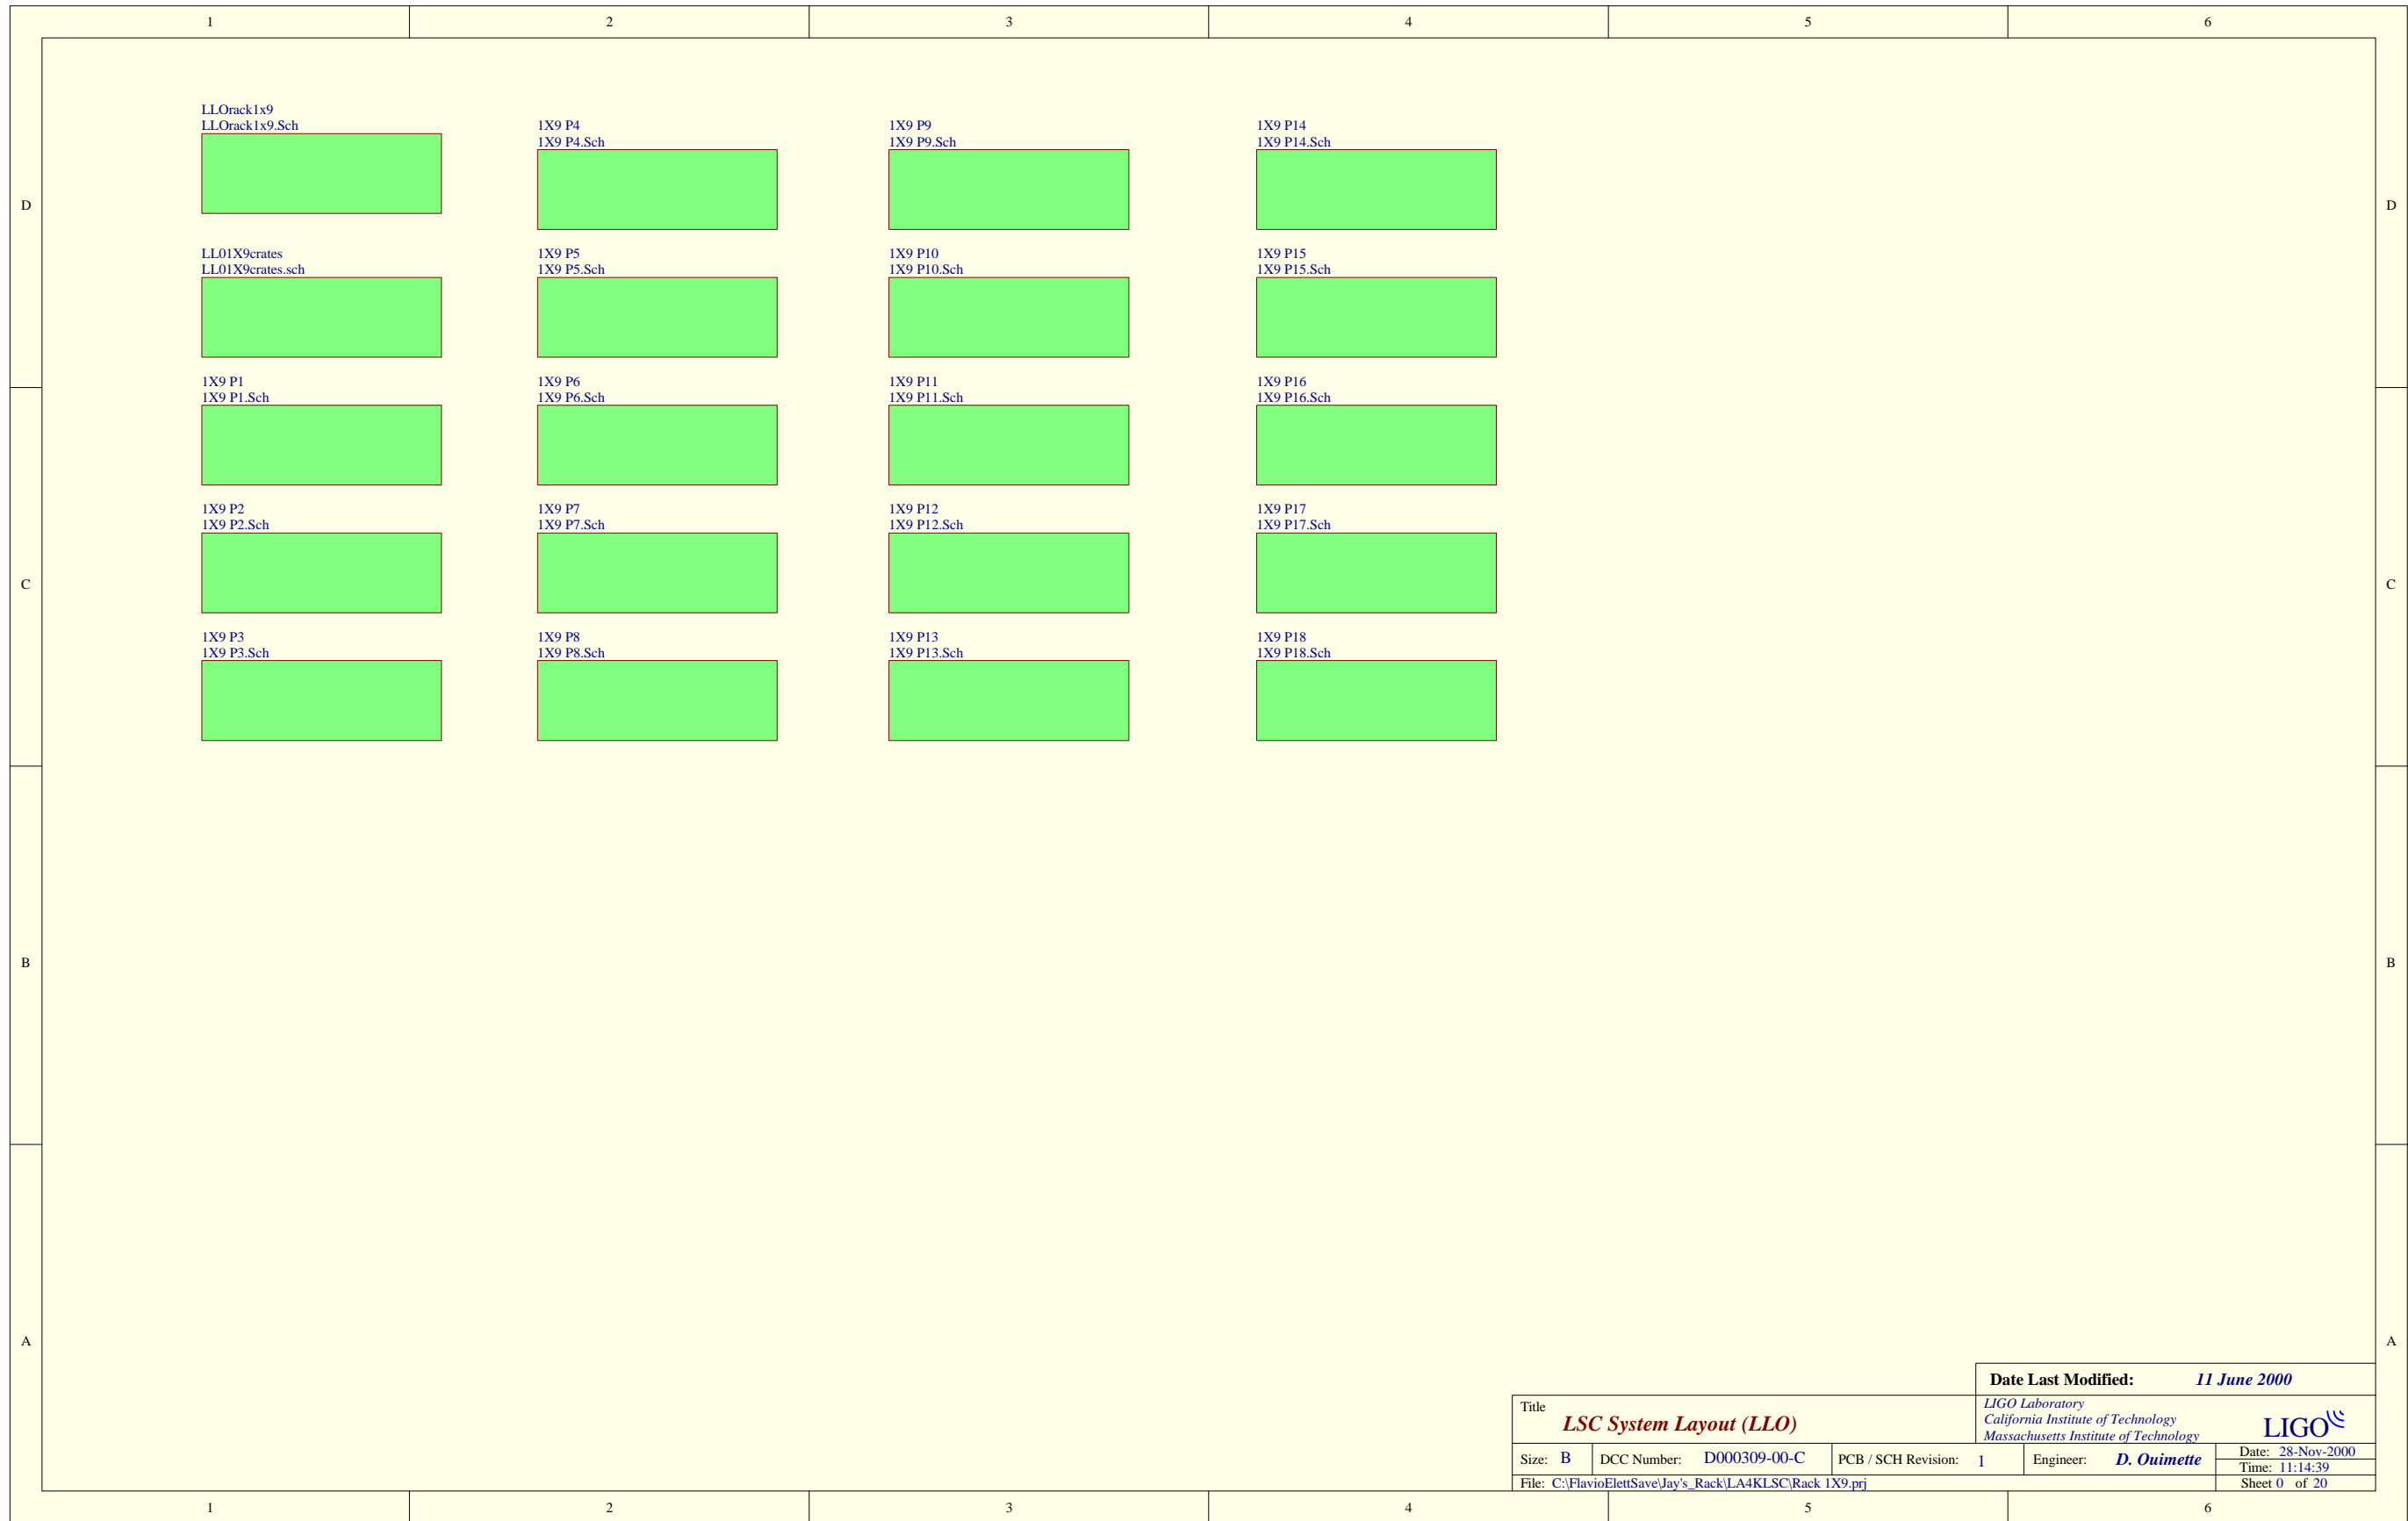 1 2 3 4 5 6
LLOrack1x9
LLOrack1x9.Sch
1X9 P4
1X9 P4.Sch
1X9 P9
1X9 P9.Sch
1X9 P14
1X9 P14.Sch
D D
LL01X9crates
LL01X9crates.sch
1X9 P5
1X9 P5.Sch
1X9 P10
1X9 P10.Sch
1X9 P15
1X9 P15.Sch
1X9 P1
1X9 P1.Sch
1X9 P6
1X9 P6.Sch
1X9 P11
1X9 P11.Sch
1X9 P16
1X9 P16.Sch
1X9 P2
1X9 P2.Sch
1X9 P7
1X9 P7.Sch
1X9 P12
1X9 P12.Sch
1X9 P17
1X9 P17.Sch
C C
1X9 P3
1X9 P3.Sch
1X9 P8
1X9 P8.Sch
1X9 P13
1X9 P13.Sch
1X9 P18
1X9 P18.Sch
B B
A A
Date Last Modified: 11 June 2000
Title
LSC System Layout (LLO)
LIGO Laboratory
California Institute of Technology
Massachusetts Institute of Technology
LIGO
Size: B DCC Number: D000309-00-C PCB / SCH Revision: 1 Engineer: D. Ouimette
Date: 28-Nov-2000
Time: 11:14:39
File: C:\FlavioElettSave\Jay's_Rack\LA4KLSC\Rack 1X9.prj
Sheet 0 of 20
1 2 3 4 5 6